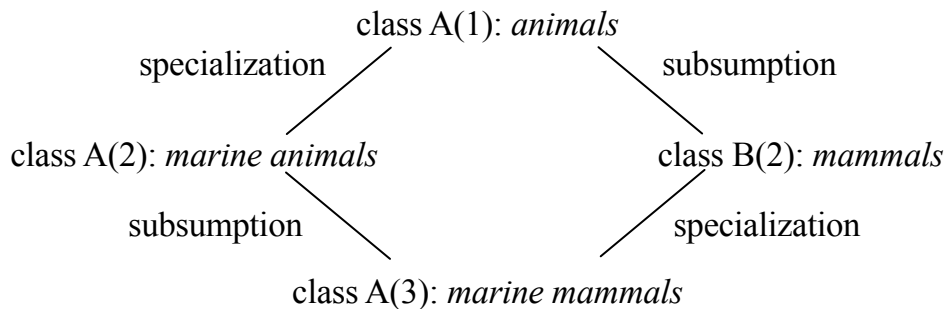 class A(1): animals
specialization subsumption
class A(2): marine animals class B(2): mammals
subsumption specialization
class A(3): marine mammals